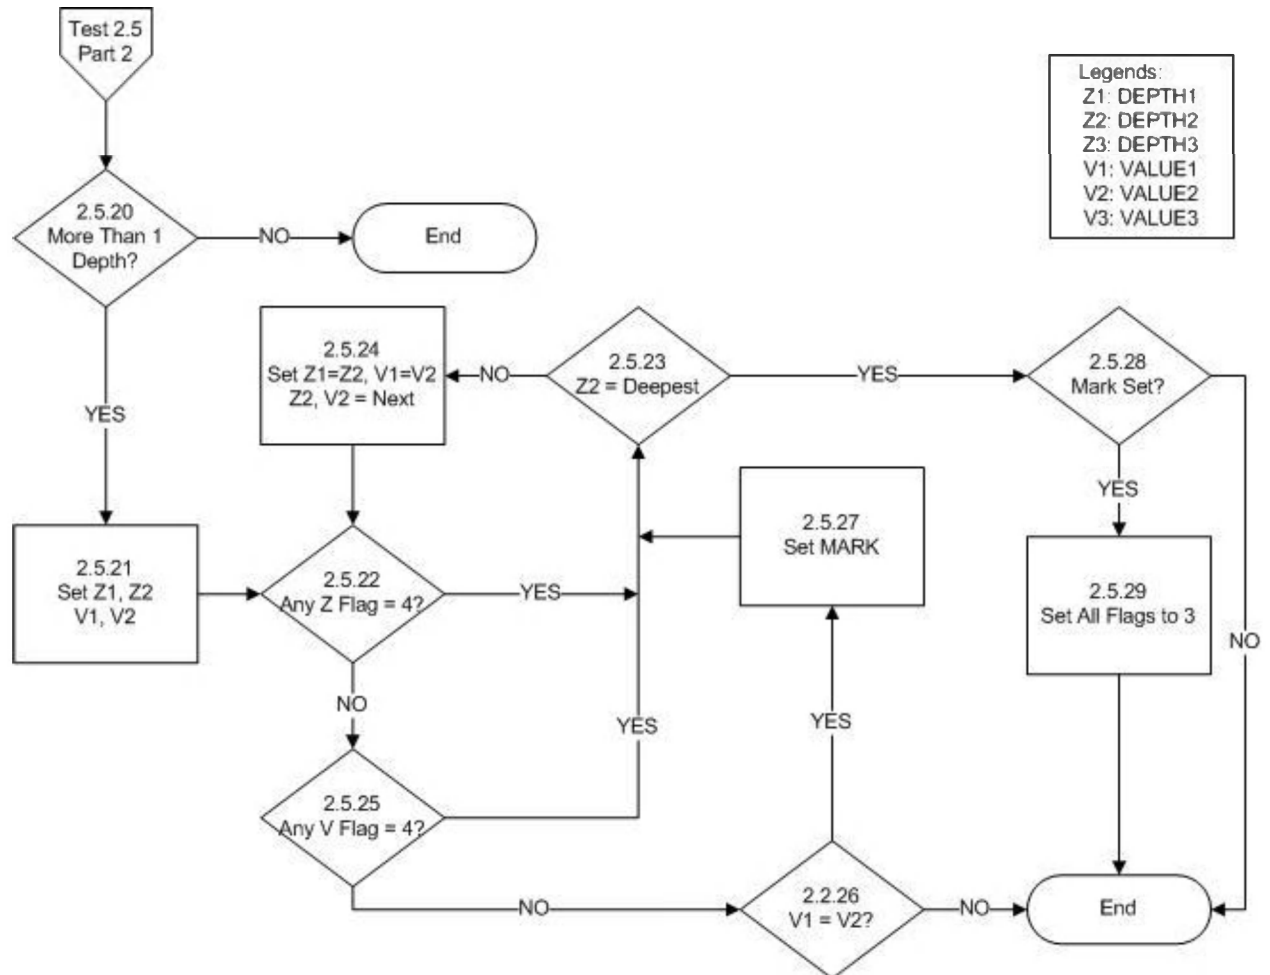 Test 2.5
Part 2
Legends:
Z1: DEPTH1
Z2: DEPTH2
Z3: DEPTH3
V1: VALUE1
V2: VALUE2
V3: VALUE3
2.5.20
More Than 1
Depth?
NO
End
YES
2.5.24
Set Z1=Z2, V1=V2
Z2, V2 = Next
NO
2.5.23
Z2 = Deepest
YES
2.5.28
Mark Set?
YES
NO
2.5.27
Set MARK
2.5.21
Set Z1, Z2
V1, V2
2.5.22
Any Z Flag = 4?
YES
2.5.29
Set All Flags to 3
NO
YES
YES
2.5.25
Any V Flag = 4?
NO
2.2.26
V1 = V2?
NO
End